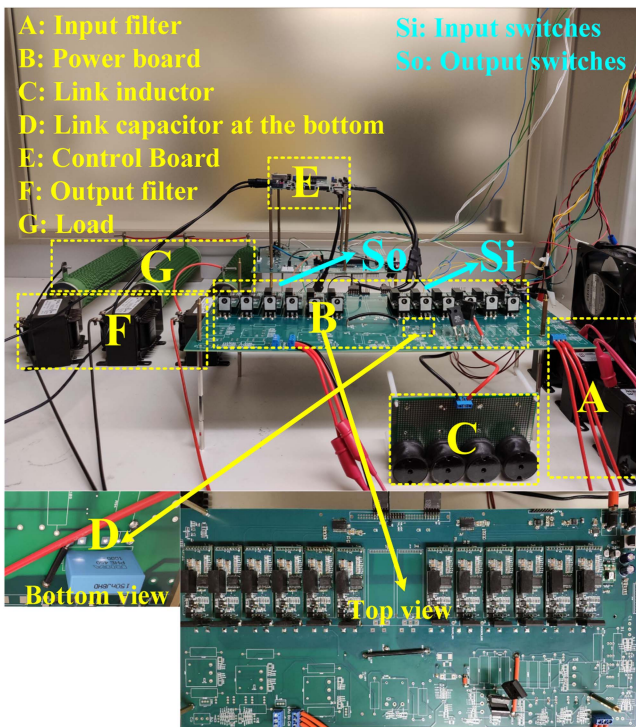 A: Input filter
B: Power board
C: Link inductor
D: Link capacitor at the bottom
E: Control Board
F: Output filter
G: Load
Si: Input switches
So: Output switches
E
G
So
Si
F
B
A
C
D
Bottom view
Top view